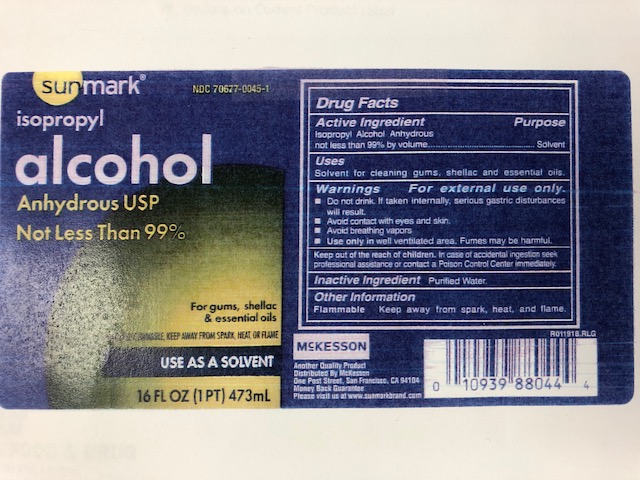 sunmark®
NDC 70677-0045-1
isopropyl
alcohol
Anhydrous USP
Not Less Than 99%
For gums, shellac
& essential oils
FLAMMABLE, KEEP AWAY FROM SPARK, HEAT, OR FLAME
USE AS A SOLVENT
16 FL OZ (1 PT) 473mL
Drug Facts
Active Ingredient Purpose
Isopropyl Alcohol Anhydrous
not less than 99% by volume......................................Solvent
Uses
Solvent for cleaning gums, shellac and essential oils.
Warnings For external use only.
■ Do not drink. If taken internally, serious gastric disturbances
will result.
■ Avoid contact with eyes and skin.
■ Avoid breathing vapors
■ Use only in well ventilated area. Fumes may be harmful.
Keep out of the reach of children. In case of accidental ingestion seek
professional assistance or contact a Poison Control Center immediately.
Inactive Ingredient Purified Water.
Other Information
Flammable Keep away from spark, heat, and flame.
R011918.RLG
MCKESSON
Another Quality Product
Distributed By McKesson
One Post Street, San Francisco, CA 94104
Money Back Guarantee
Please visit us at www.sunmarkbrand.com
0 10939 88044 4